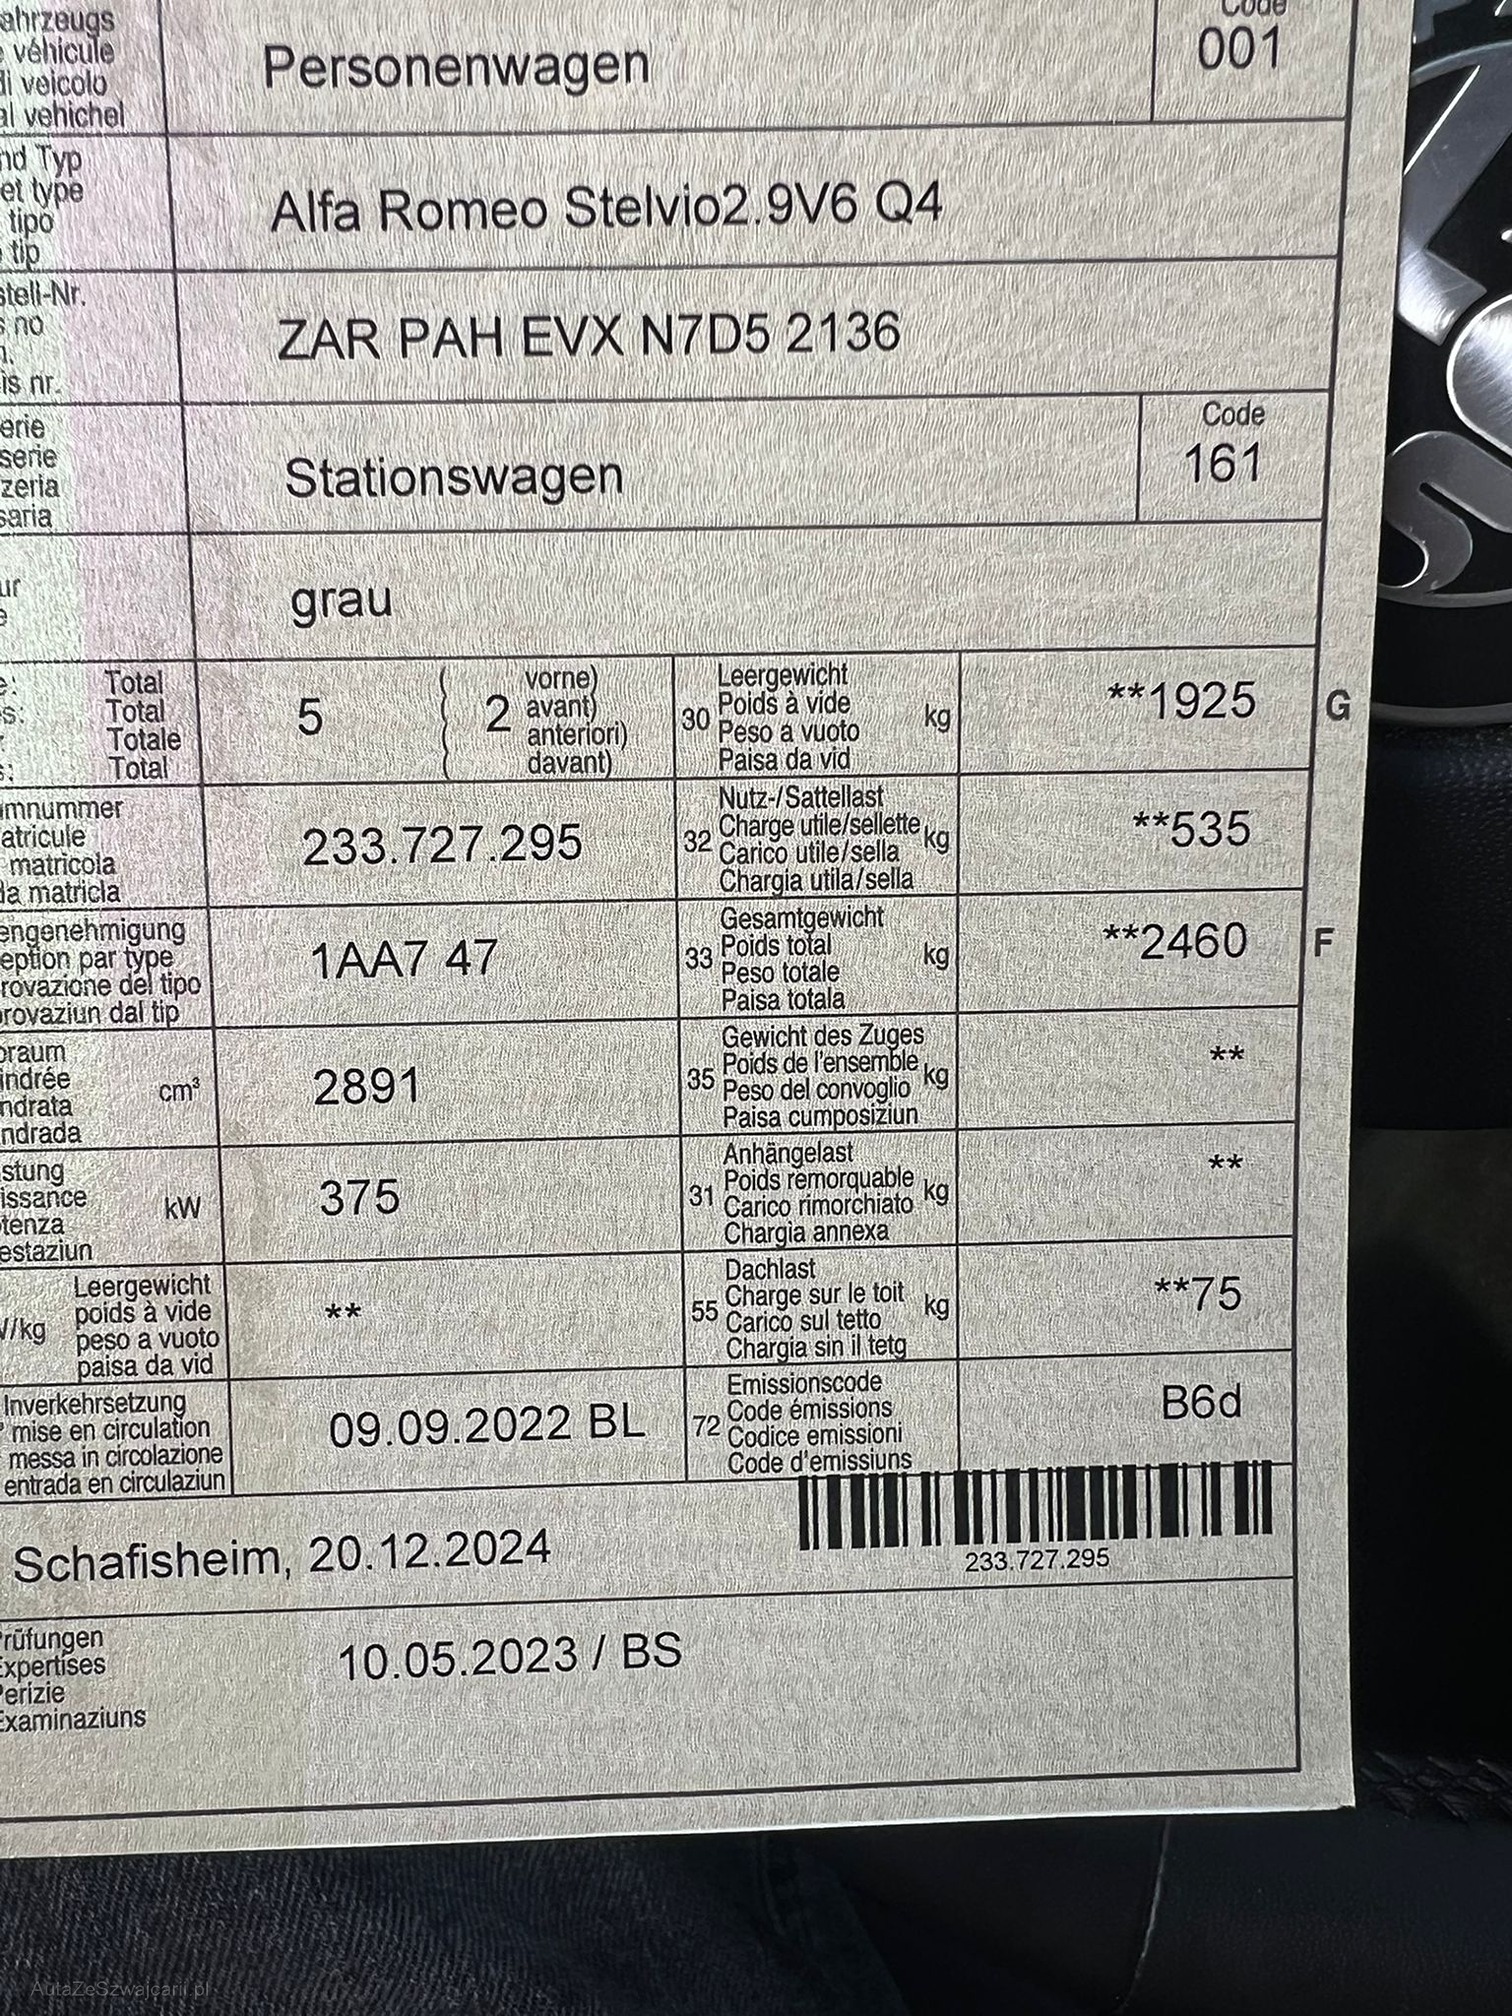 ahrzeugs
véhicule
di veicolo
al vehichel
Personenwagen
Code
001
nd Typ
et type
tipo
tip
Alfa Romeo Stelvio2.9V6 Q4
stell-Nr.
s no
n.
is nr.
ZAR PAH EVX N7D5 2136
erie
serie
zeria
saria
Stationswagen
Code
161
ur
e
grau
e: Total
s: Total
Totale
s: Total
5
2
vorne)
avant)
anteriori)
davant)
30
Leergewicht
Poids à vide
Peso a vuoto
Paisa da vid
kg
**1925
G
mnummer
atricule
matricola
da matricla
233.727.295
32
Nutz-/Sattellast
Charge utile/sellette
Carico utile/sella
Chargia utila/sella
kg
**535
engenehmigung
eption par type
rovazione del tipo
rovaziun dal tip
1AA7 47
33
Gesamtgewicht
Poids total
Peso totale
Paisa totala
kg
**2460
F
oraum
indrée
ndrata
ndrada
cm³
2891
35
Gewicht des Zuges
Poids de l'ensemble
Peso del convoglio
Paisa cumposiziun
kg
**
stung
issance
tenza
estaziun
kW
375
31
Anhängelast
Poids remorquable
Carico rimorchiato
Chargia annexa
kg
**
/kg
Leergewicht
poids à vide
peso a vuoto
paisa da vid
**
55
Dachlast
Charge sur le toit
Carico sul tetto
Chargia sin il tetg
kg
**75
Inverkehrsetzung
mise en circulation
messa in circolazione
entrada en circulaziun
09.09.2022 BL
72
Emissionscode
Code émissions
Codice emissioni
Code d'emissiuns
B6d
Schafisheim, 20.12.2024
233.727.295
rüfungen
Expertises
Perizie
Examinaziuns
10.05.2023 / BS
AutaZeSzwajcarii.pl